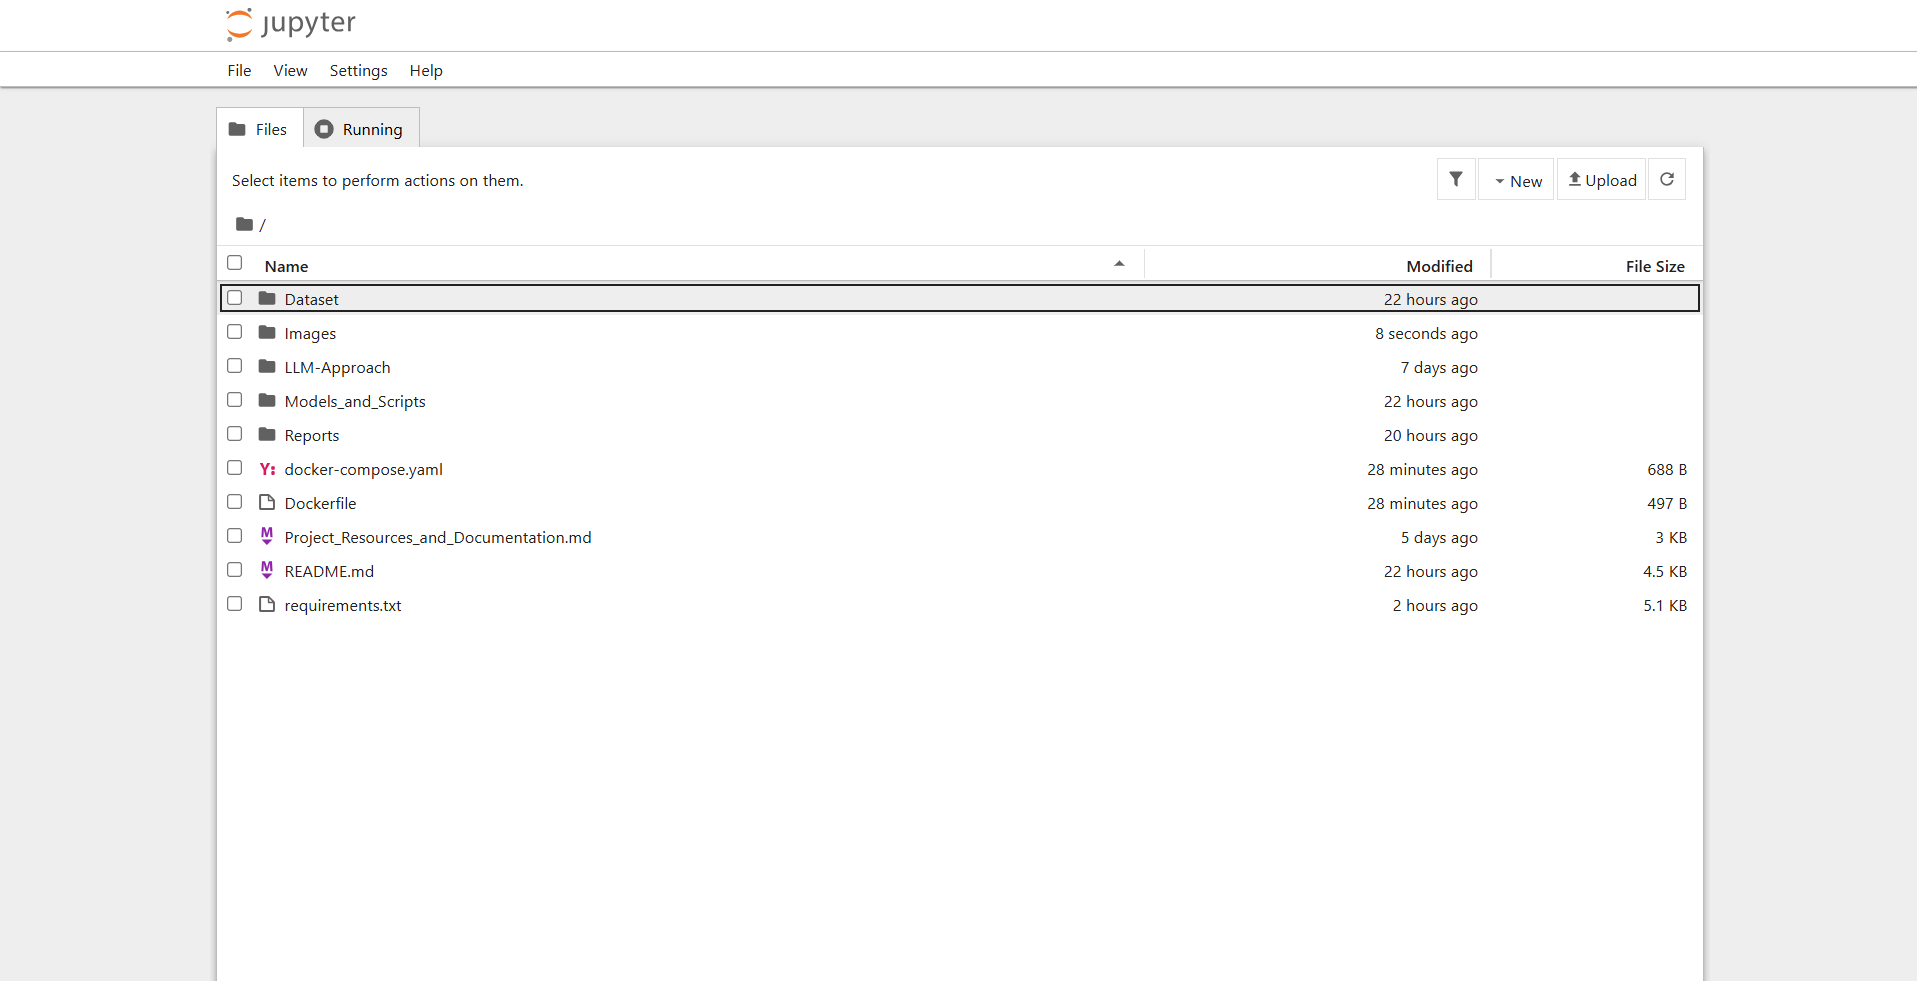 jupyter
File View Settings Help
Files Running
Select items to perform actions on them.
New Upload
/
Name Modified File Size
Dataset 22 hours ago
Images 8 seconds ago
LLM-Approach 7 days ago
Models_and_Scripts 22 hours ago
Reports 20 hours ago
Y: docker-compose.yaml 28 minutes ago 688 B
Dockerfile 28 minutes ago 497 B
M Project_Resources_and_Documentation.md 5 days ago 3 KB
M README.md 22 hours ago 4.5 KB
requirements.txt 2 hours ago 5.1 KB